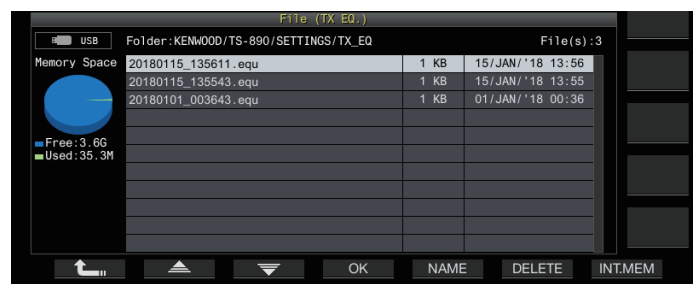 File (TX EQ.)
USB Folder:KENWOOD/TS-890/SETTINGS/TX_EQ File(s):3
Memory Space
20180115_135611.equ 1 KB 15/JAN/'18 13:56
20180115_135543.equ 1 KB 15/JAN/'18 13:55
20180101_003643.equ 1 KB 01/JAN/'18 00:36
Free:3.6G
Used:35.3M
OK NAME DELETE INT.MEM